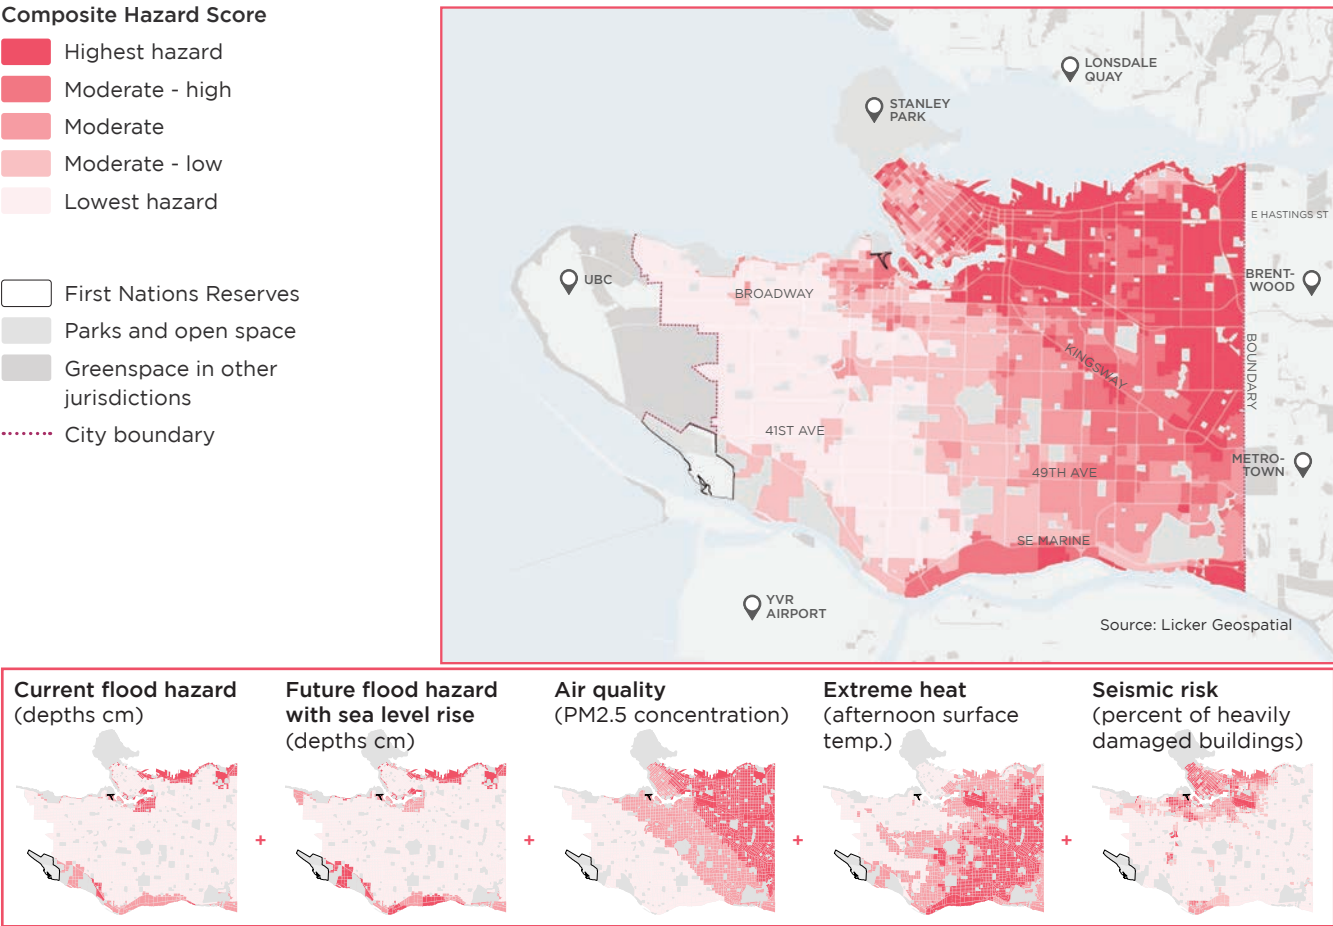 Composite Hazard Score
Highest hazard
Moderate - high
Moderate
Moderate - low
Lowest hazard
First Nations Reserves
Parks and open space
Greenspace in other
jurisdictions
City boundary
LONSDALE
QUAY
STANLEY
PARK
E HASTINGS ST
UBC
BRENT-
WOOD
BROADWAY
KINGSWAY
BOUNDARY
41ST AVE
METRO-
TOWN
49TH AVE
SE MARINE
YVR
AIRPORT
Source: Licker Geospatial
Current flood hazard
(depths cm)
+
Future flood hazard
with sea level rise
(depths cm)
+
Air quality
(PM2.5 concentration)
+
Extreme heat
(afternoon surface
temp.)
+
Seismic risk
(percent of heavily
damaged buildings)